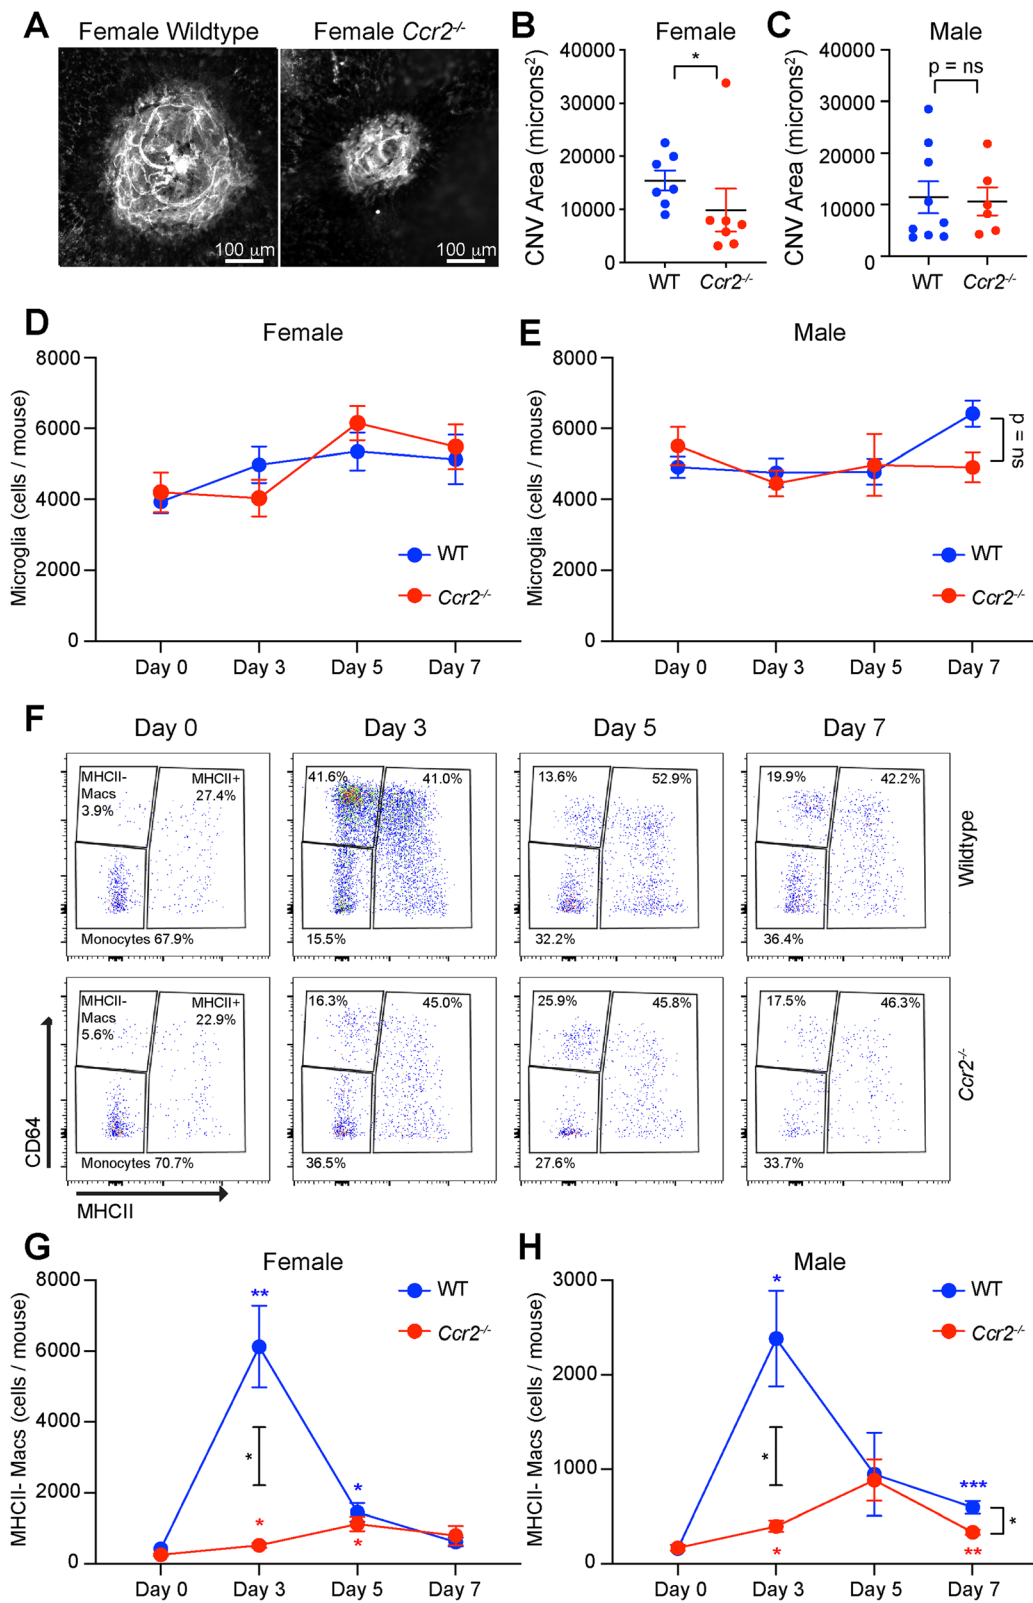 A
Female Wildtype
Female Ccr2-/-
100 μm
100 μm
B
Female
CNV Area (microns2)
40000
30000
20000
10000
0
*
WT
Ccr2-/-
C
Male
CNV Area (microns2)
40000
30000
20000
10000
0
p = ns
WT
Ccr2-/-
D
Female
Microglia (cells / mouse)
8000
6000
4000
2000
0
WT
Ccr2-/-
Day 0
Day 3
Day 5
Day 7
E
Male
Microglia (cells / mouse)
8000
6000
4000
2000
0
p = ns
WT
Ccr2-/-
Day 0
Day 3
Day 5
Day 7
F
Day 0
Day 3
Day 5
Day 7
MHCII-
Macs
3.9%
MHCII+
27.4%
Monocytes 67.9%
41.6%
41.0%
15.5%
13.6%
52.9%
32.2%
19.9%
42.2%
36.4%
Wildtype
MHCII-
Macs
5.6%
MHCII+
22.9%
Monocytes 70.7%
16.3%
45.0%
36.5%
25.9%
45.8%
27.6%
17.5%
46.3%
33.7%
Ccr2-/-
CD64
MHCII
G
Female
MHCII- Macs (cells / mouse)
8000
6000
4000
2000
0
**
*
*
*
*
WT
Ccr2-/-
Day 0
Day 3
Day 5
Day 7
H
Male
MHCII- Macs (cells / mouse)
3000
2000
1000
0
*
*
*
***
*
**
WT
Ccr2-/-
Day 0
Day 3
Day 5
Day 7